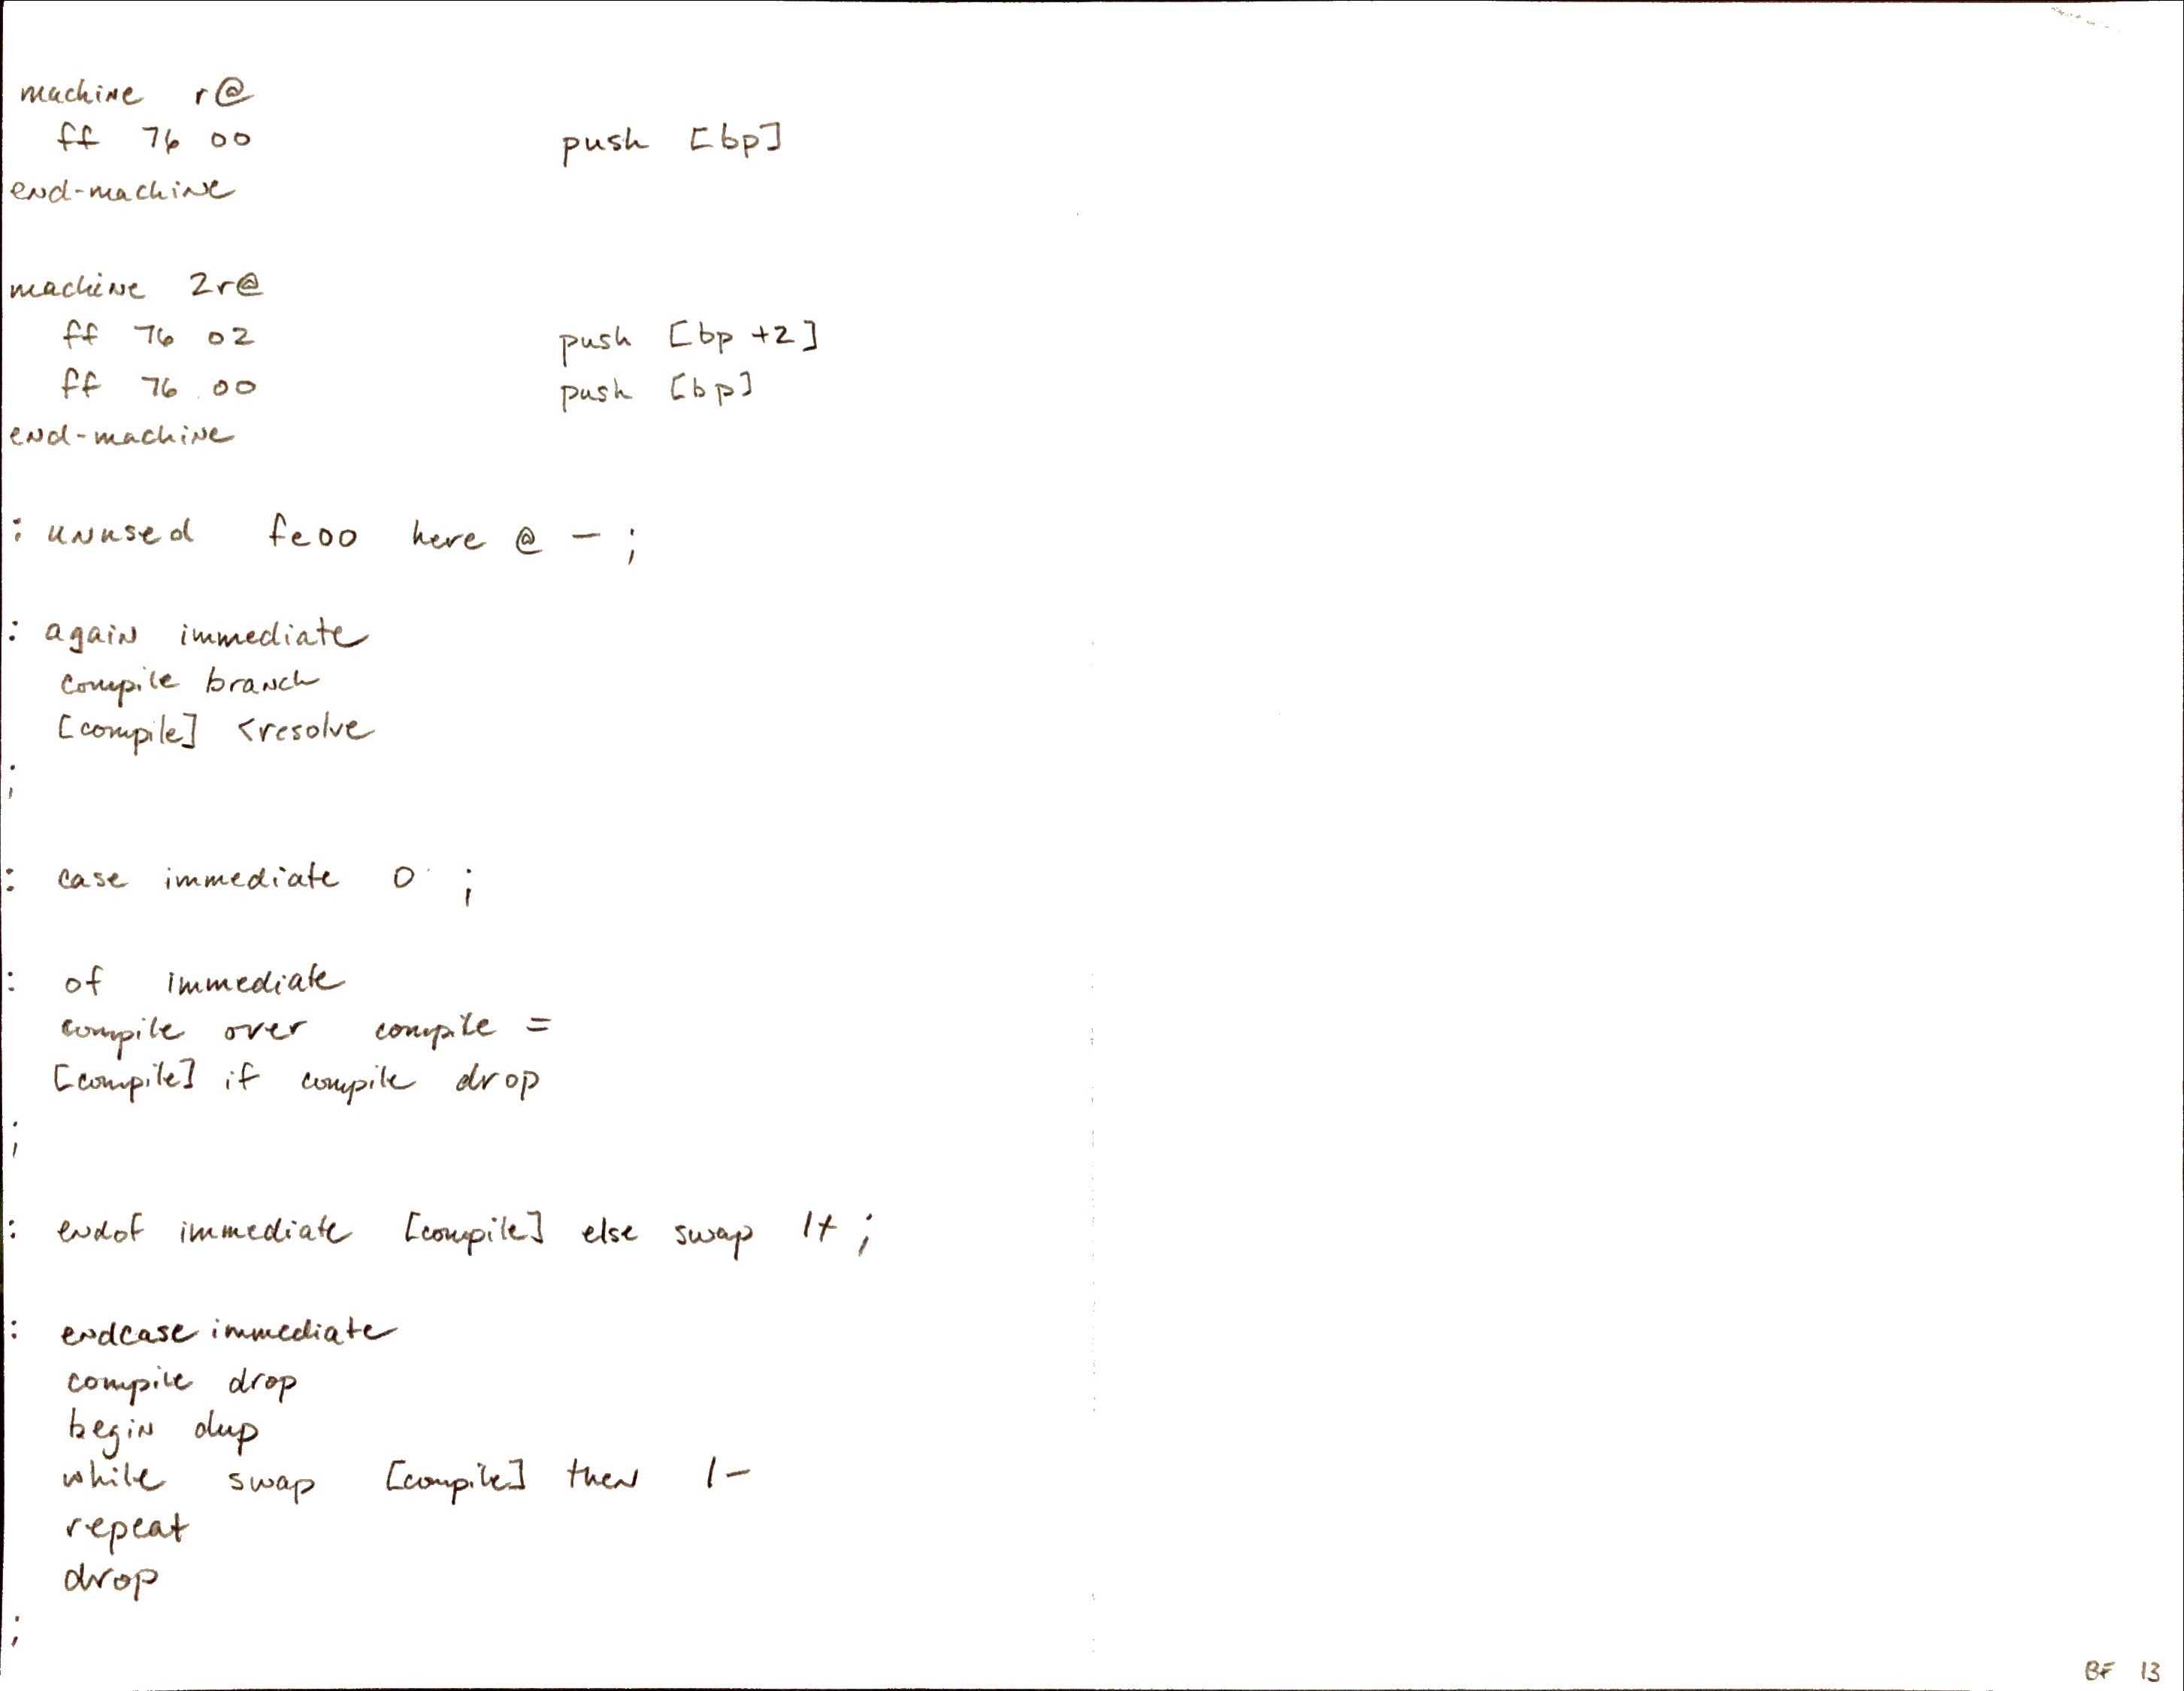 machine r@
ff 76 00 push [bp]
end-machine
machine 2r@
ff 76 02 push [bp +2]
ff 76 00 push [bp]
end-machine
: unused fe00 here @ - ;
: again immediate
compile branch
[compile] <resolve
;
: case immediate 0 ;
: of immediate
compile over compile =
[compile] if compile drop
;
: endof immediate [compile] else swap 1+ ;
: endcase immediate
compile drop
begin dup
while swap [compile] then 1-
repeat
drop
;
BF 13